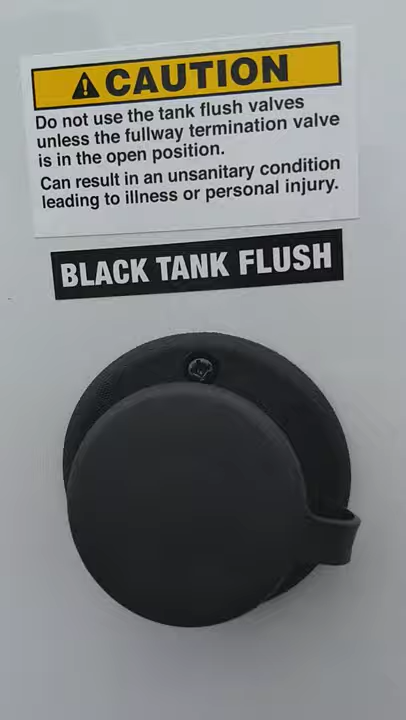 CAUTION
Do not use the tank flush valves
unless the fullway termination valve
is in the open position.
Can result in an unsanitary condition
leading to illness or personal injury.
BLACK TANK FLUSH